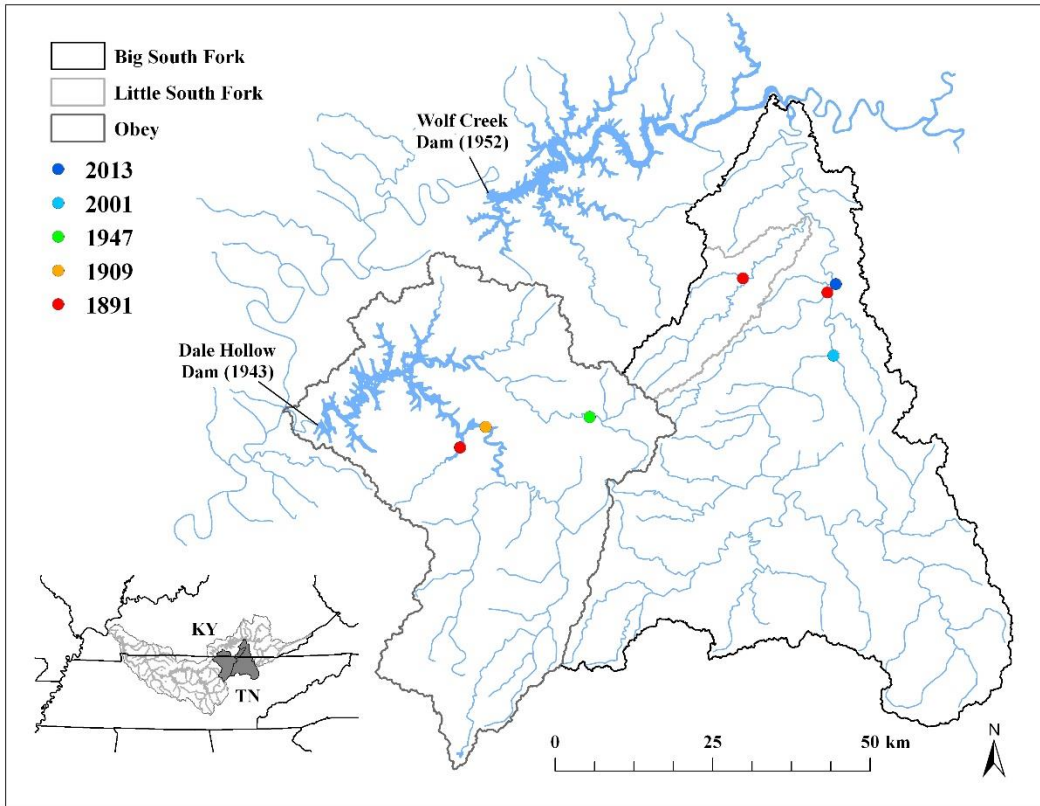 Big South Fork
Little South Fork
Obey
2013
2001
1947
1909
1891
Wolf Creek
Dam (1952)
Dale Hollow
Dam (1943)
KY
TN
0 25 50 km
N